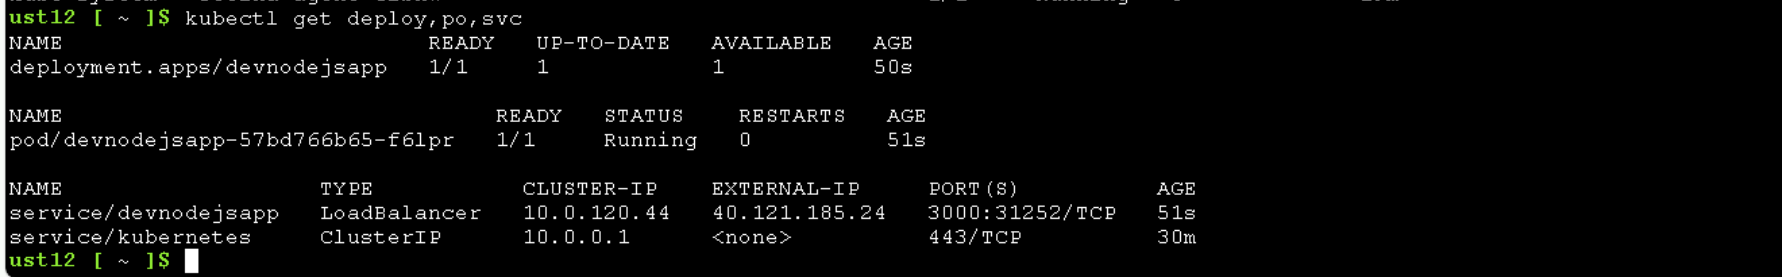 ust12 [ ~ ]$ kubectl get deploy,po,svc
NAME READY UP-TO-DATE AVAILABLE AGE
deployment.apps/devnodejsapp 1/1 1 1 50s
NAME READY STATUS RESTARTS AGE
pod/devnodejsapp-57bd766b65-f6lpr 1/1 Running 0 51s
NAME TYPE CLUSTER-IP EXTERNAL-IP PORT(S) AGE
service/devnodejsapp LoadBalancer 10.0.120.44 40.121.185.24 3000:31252/TCP 51s
service/kubernetes ClusterIP 10.0.0.1 <none> 443/TCP 30m
ust12 [ ~ ]$